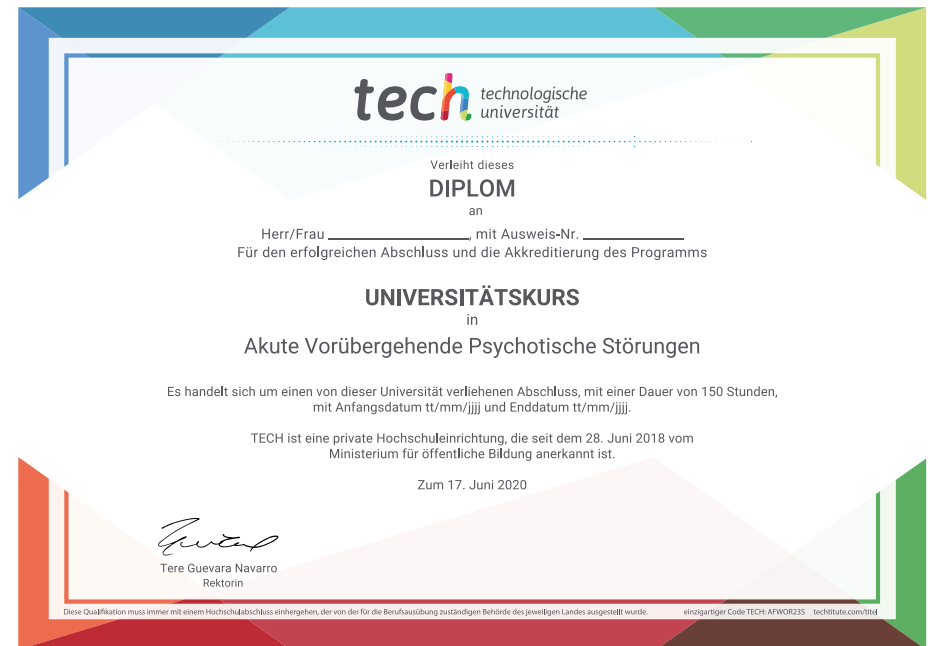 tech technologische
universität
Verleiht dieses
DIPLOM
an
Herr/Frau ____________, mit Ausweis-Nr. ____________
Für den erfolgreichen Abschluss und die Akkreditierung des Programms
UNIVERSITÄTSKURS
in
Akute Vorübergehende Psychotische Störungen
Es handelt sich um einen von dieser Universität verliehenen Abschluss, mit einer Dauer von 150 Stunden,
mit Anfangsdatum tt/mm/jjjj und Enddatum tt/mm/jjjj.
TECH ist eine private Hochschuleinrichtung, die seit dem 28. Juni 2018 vom
Ministerium für öffentliche Bildung anerkannt ist.
Zum 17. Juni 2020
Tere Guevara Navarro
Rektorin
Diese Qualifikation muss immer mit einem Hochschulabschluss einhergehen, der von der für die Berufsausübung zuständigen Behörde des jeweiligen Landes ausgestellt wurde. einzigartiger Code TECH: AFWOR23S techtitute.com/titel